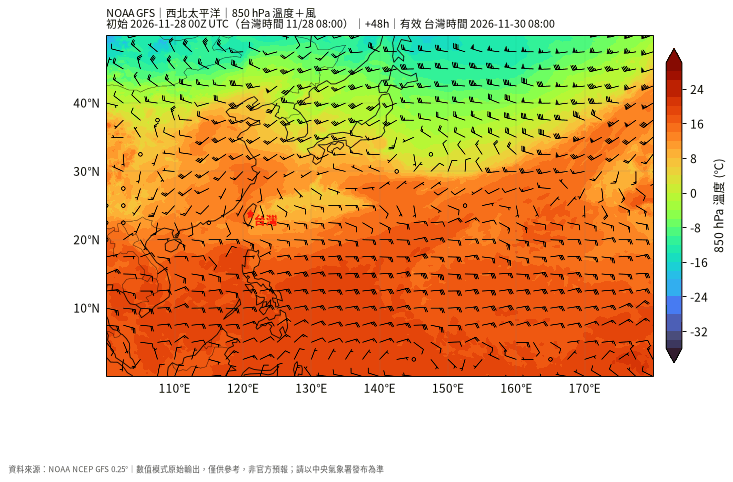 NOAA GFS｜西北太平洋｜850 hPa 溫度＋風
初始 2026-11-28 00Z UTC（台灣時間 11/28 08:00）｜+48h｜有效 台灣時間 2026-11-30 08:00
40°N
30°N
20°N
10°N
110°E
120°E
130°E
140°E
150°E
160°E
170°E
台灣
24
16
8
0
-8
-16
-24
-32
850 hPa 溫度 (°C)
資料來源：NOAA NCEP GFS 0.25°｜數值模式原始輸出，僅供參考，非官方預報；請以中央氣象署發布為準